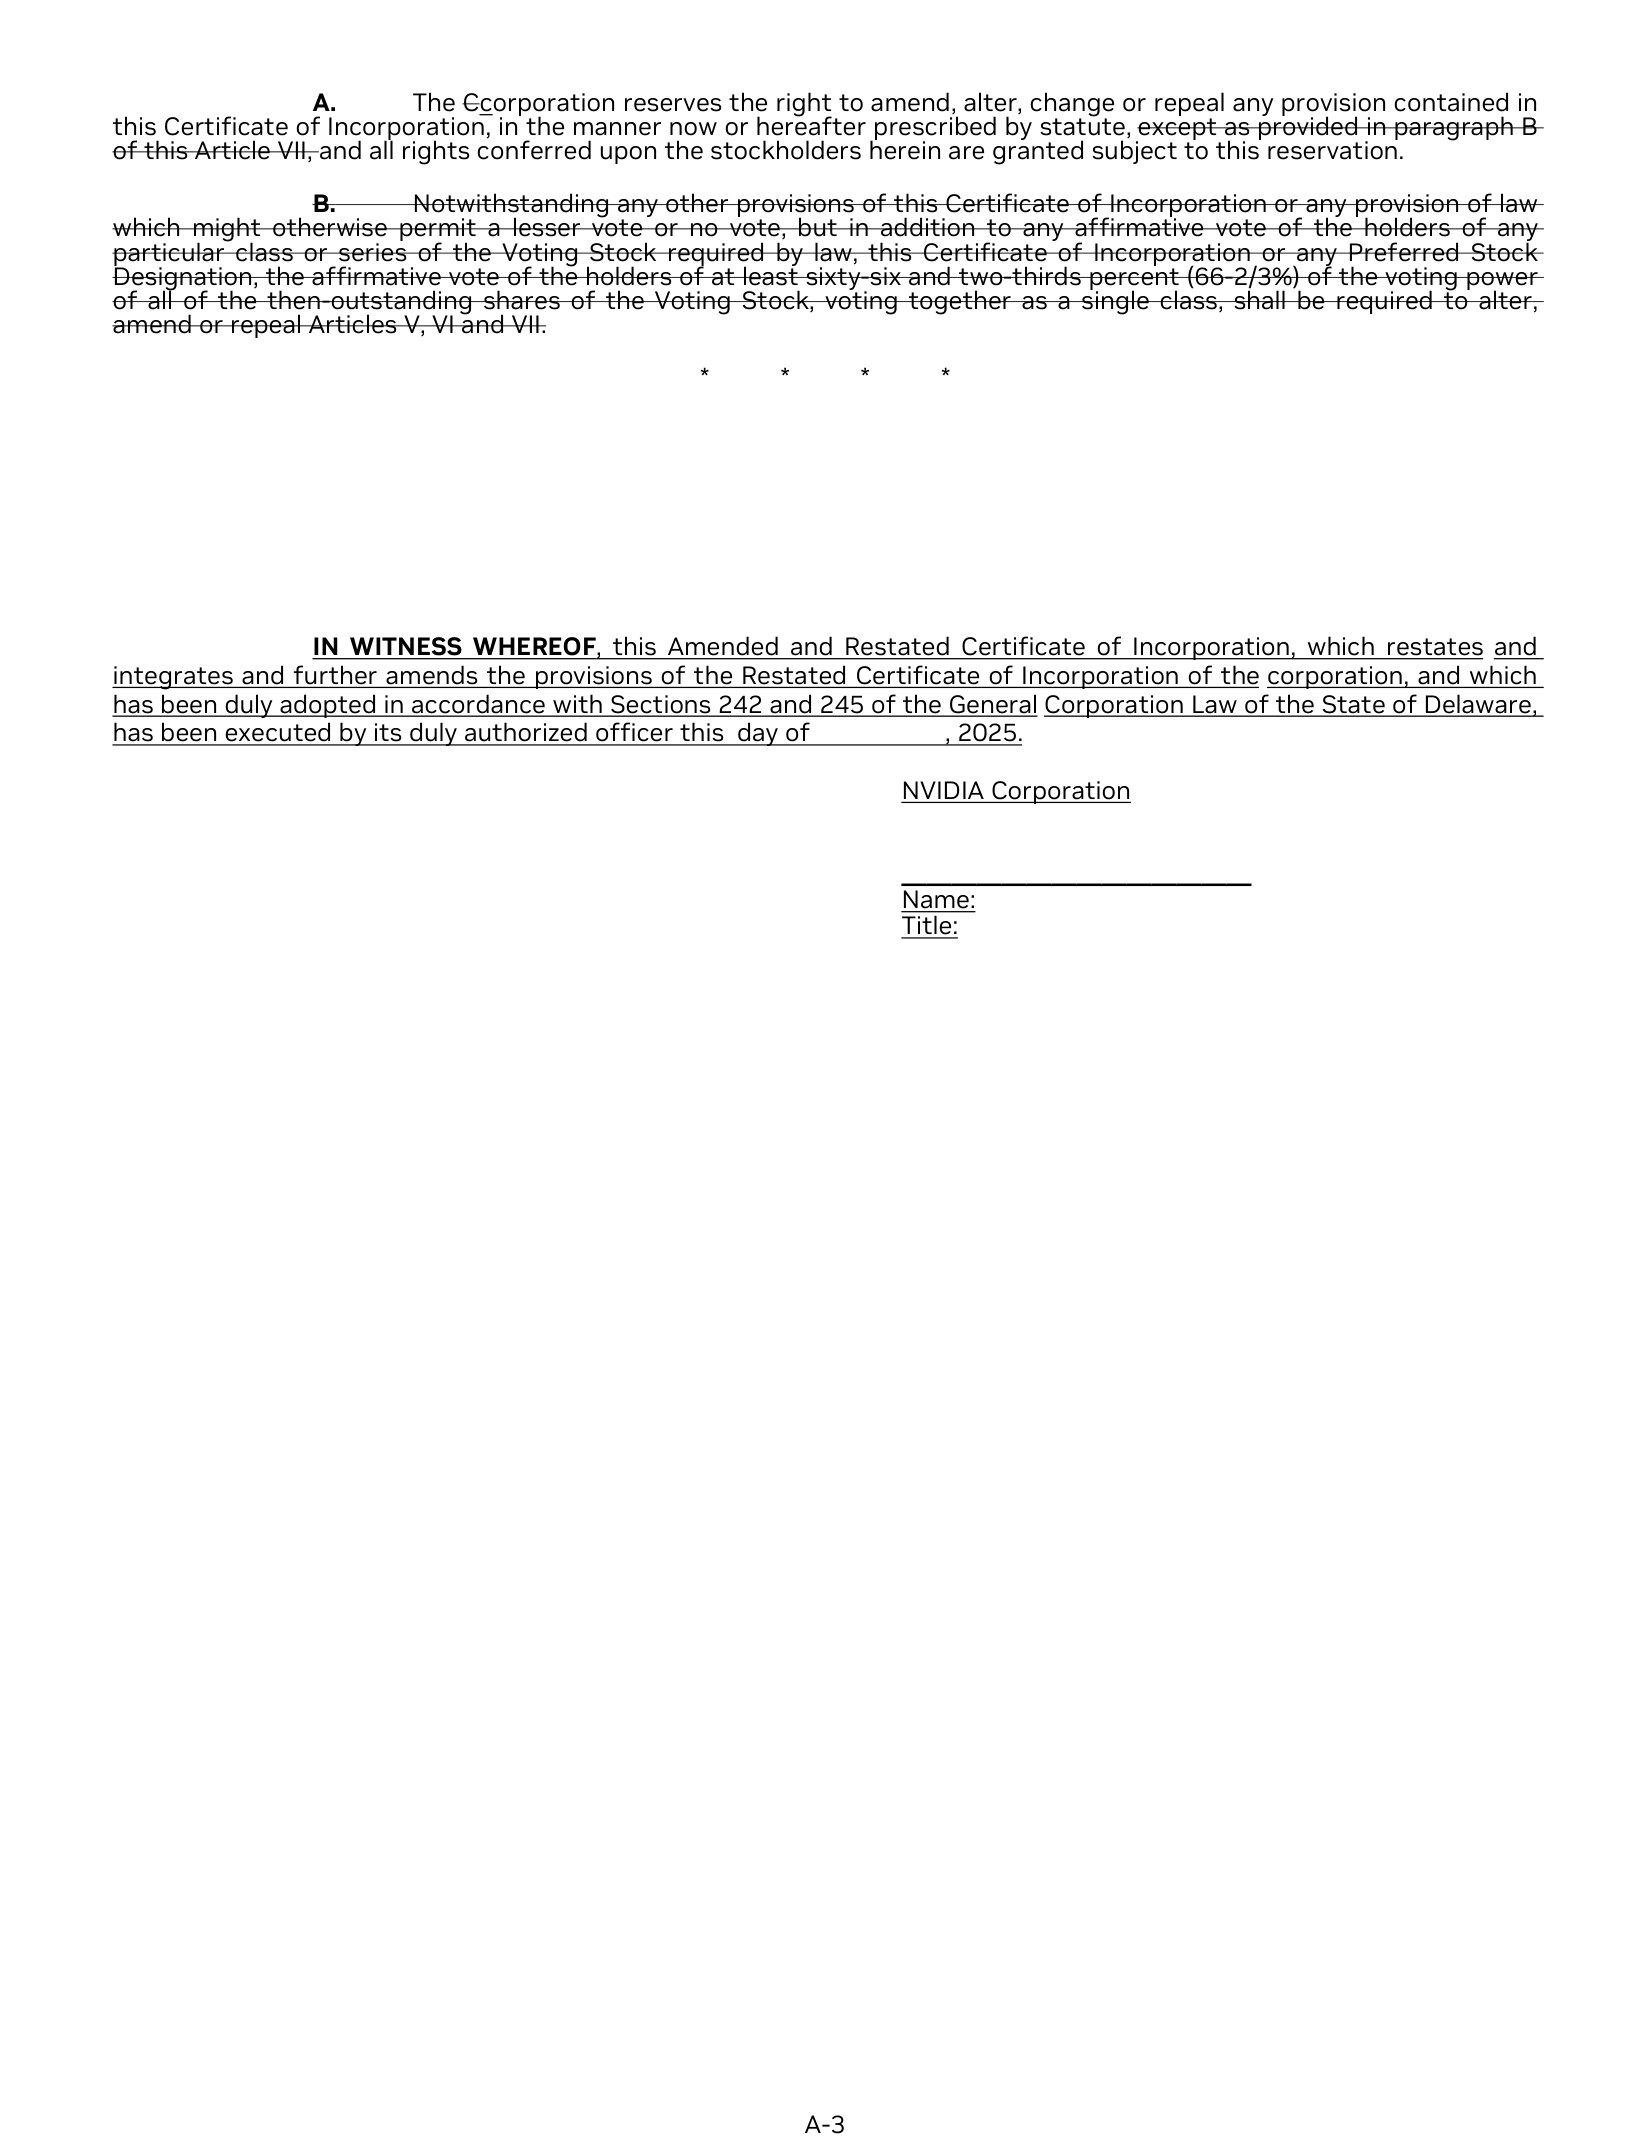 A. The Ccorporation reserves the right to amend, alter, change or repeal any provision contained in
this Certificate of Incorporation, in the manner now or hereafter prescribed by statute, except as provided in paragraph B
of this Article VII, and all rights conferred upon the stockholders herein are granted subject to this reservation.
B. Notwithstanding any other provisions of this Certificate of Incorporation or any provision of law
which might otherwise permit a lesser vote or no vote, but in addition to any affirmative vote of the holders of any
particular class or series of the Voting Stock required by law, this Certificate of Incorporation or any Preferred Stock
Designation, the affirmative vote of the holders of at least sixty-six and two-thirds percent (66-2/3%) of the voting power
of all of the then-outstanding shares of the Voting Stock, voting together as a single class, shall be required to alter,
amend or repeal Articles V, VI and VII.
* * * *
IN WITNESS WHEREOF, this Amended and Restated Certificate of Incorporation, which restates and
integrates and further amends the provisions of the Restated Certificate of Incorporation of the corporation, and which
has been duly adopted in accordance with Sections 242 and 245 of the General Corporation Law of the State of Delaware,
has been executed by its duly authorized officer this day of , 2025.
NVIDIA Corporation
Name:
Title:
A-3